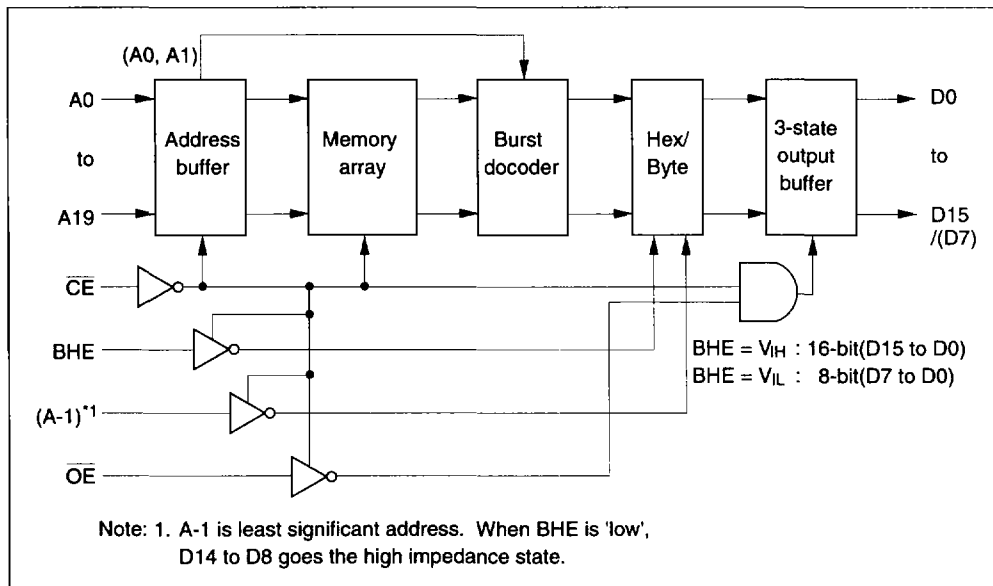 (A0, A1)
A0
to
A19
Address
buffer
Memory
array
Burst
docoder
Hex/
Byte
3-state
output
buffer
D0
to
D15
/(D7)
CE
BHE
(A-1)*1
OE
BHE = VIH : 16-bit(D15 to D0)
BHE = VIL : 8-bit(D7 to D0)
Note: 1. A-1 is least significant address. When BHE is 'low',
D14 to D8 goes the high impedance state.